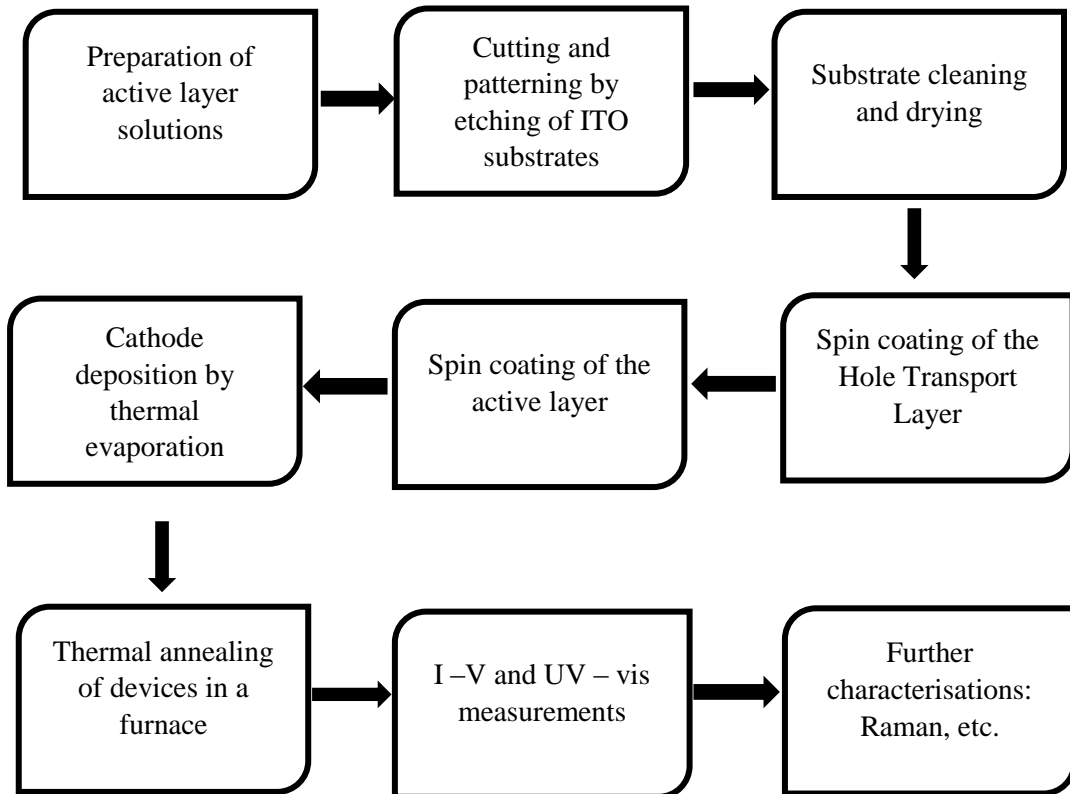 Preparation of
active layer
solutions
Cutting and
patterning by
etching of ITO
substrates
Substrate cleaning
and drying
Spin coating of the
Hole Transport
Layer
Spin coating of the
active layer
Cathode
deposition by
thermal
evaporation
Thermal annealing
of devices in a
furnace
I –V and UV – vis
measurements
Further
characterisations:
Raman, etc.